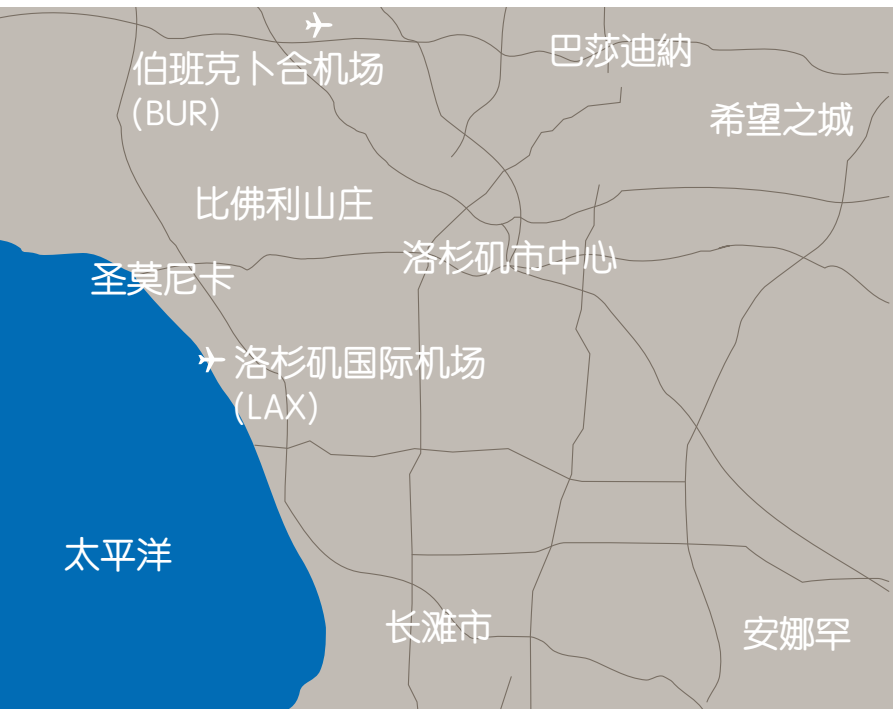 巴莎迪納
伯班克卜合机场
(BUR)
希望之城
比佛利山庄
洛杉矶市中心
圣莫尼卡
洛杉矶国际机场
(LAX)
太平洋
长滩市
安娜罕